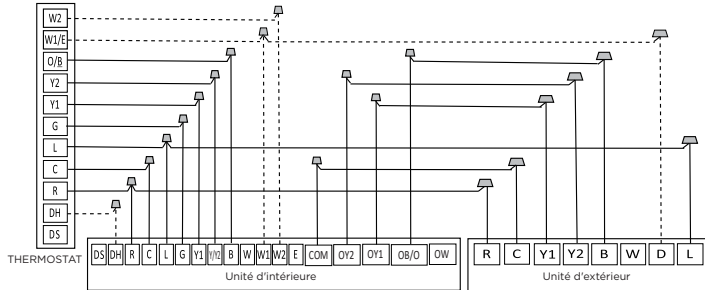 W2
W1/E
O/B
Y2
Y1
G
L
C
R
DH
DS
THERMOSTAT
DS DH R C L G Y1 Y/Y2 B W W1 W2 E COM OY2 OY1 OB/O OW
Unité d'intérieure
R C Y1 Y2 B W D L
Unité d'extérieur